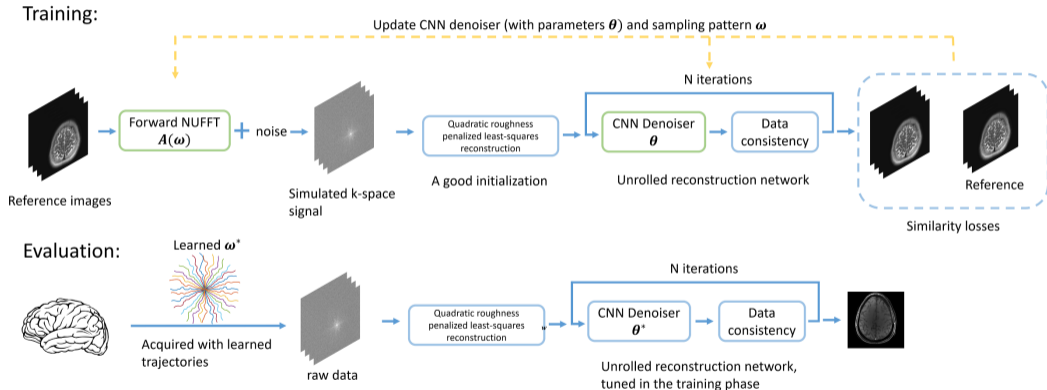 Training:
Update CNN denoiser (with parameters θ) and sampling pattern ω
N iterations
Forward NUFFT
A(ω)
+ noise
Quadratic roughness
penalized least-squares
reconstruction
CNN Denoiser
θ
Data
consistency
Reference images
Simulated k-space
signal
A good initialization
Unrolled reconstruction network
Reference
Similarity losses
Evaluation:
Learned ω*
N iterations
Quadratic roughness
penalized least-squares
reconstruction
CNN Denoiser
θ*
Data
consistency
Acquired with learned
trajectories
raw data
Unrolled reconstruction network,
tuned in the training phase